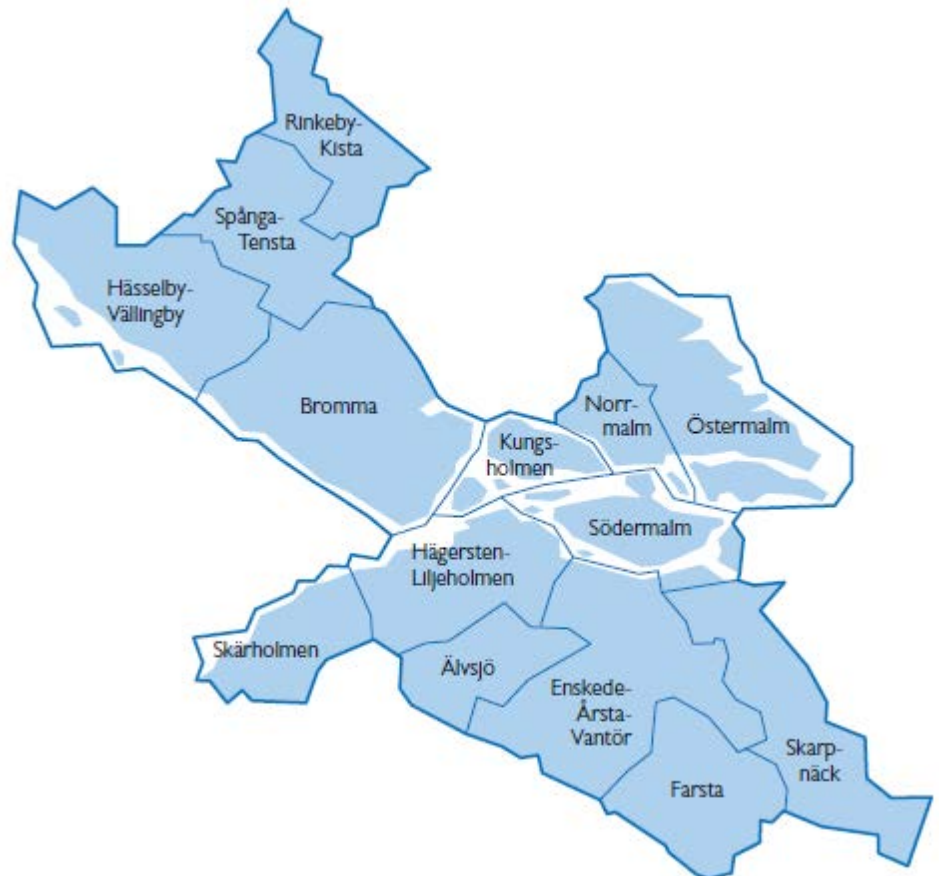 Rinkeby-
Kista
Spånga-
Tensta
Hässelby-
Vällingby
Bromma
Norr-
malm
Östermalm
Kungs-
holmen
Södermalm
Hägersten-
Liljeholmen
Skärholmen
Älvsjö
Enskede-
Årsta-
Vantör
Skarp-
näck
Farsta